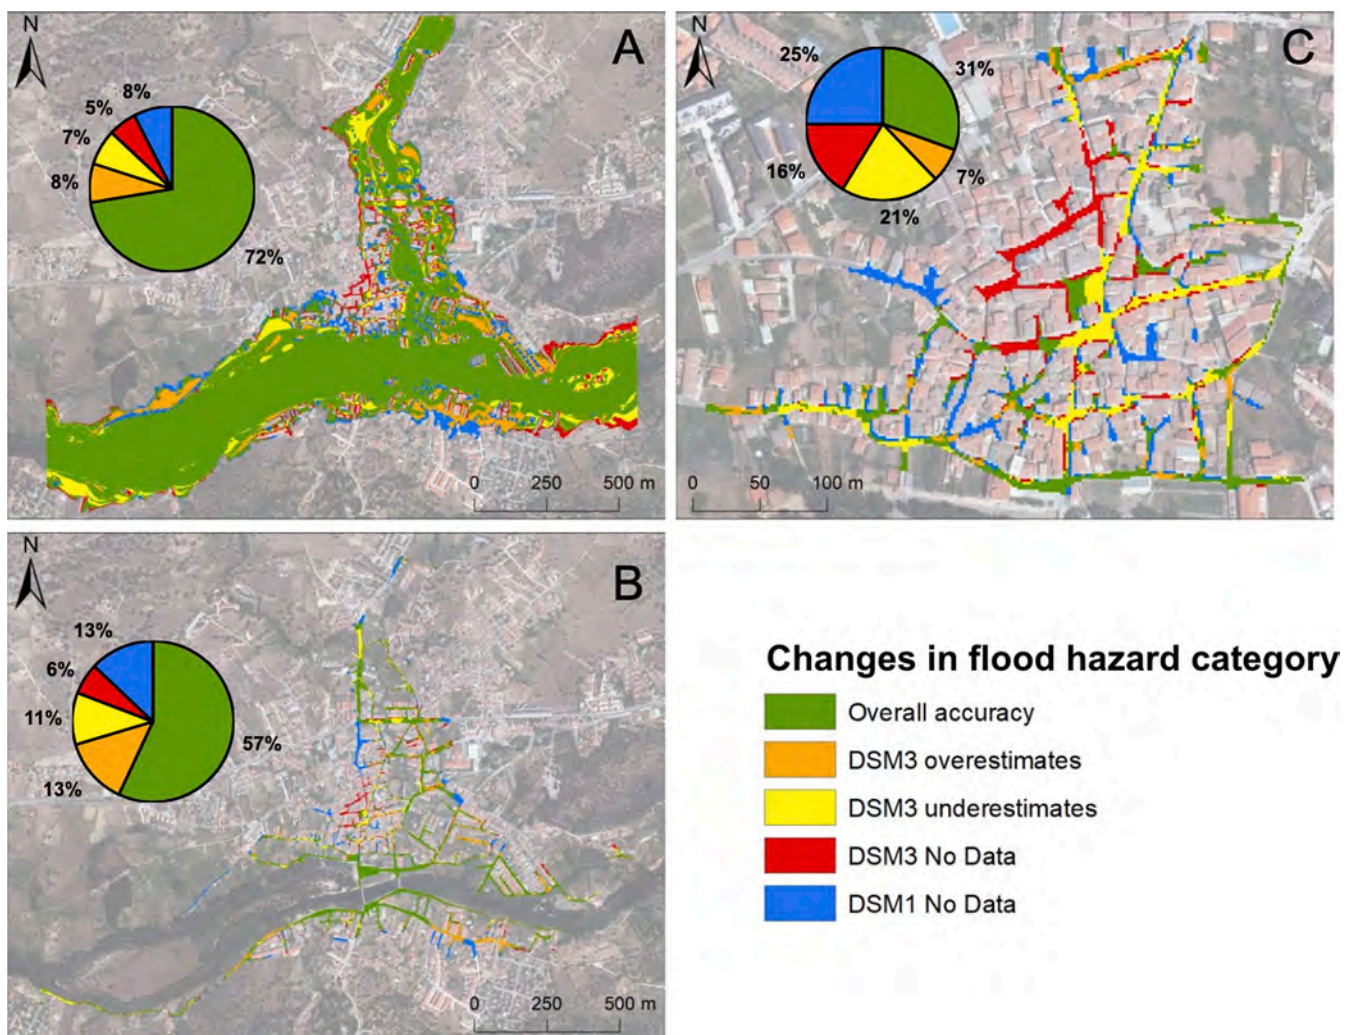 N
A
8%
5%
7%
8%
72%
0 250 500 m
N
C
25%
31%
16%
7%
21%
0 50 100 m
N
B
13%
6%
11%
57%
13%
0 250 500 m
Changes in flood hazard category
Overall accuracy
DSM3 overestimates
DSM3 underestimates
DSM3 No Data
DSM1 No Data